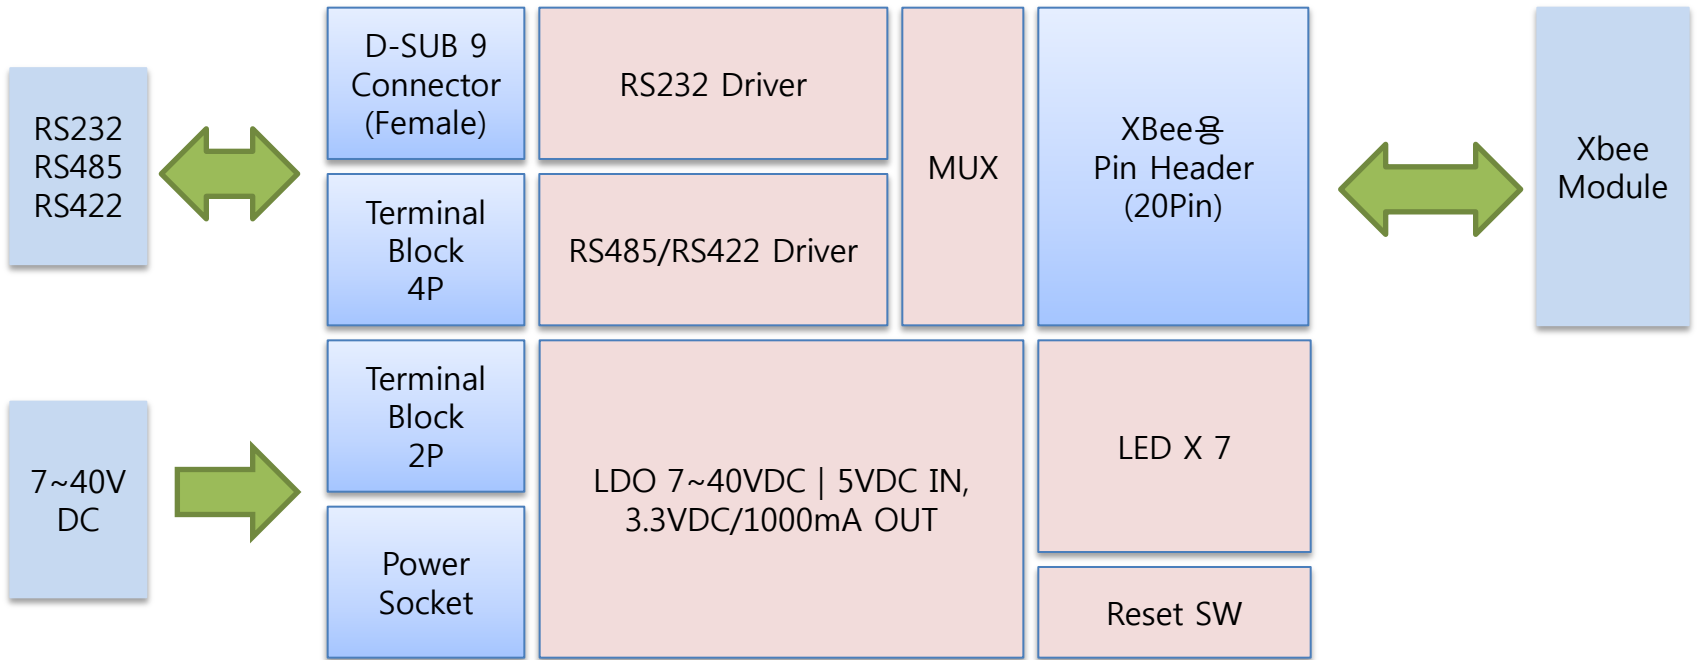 RS232
RS485
RS422
D-SUB 9
Connector
(Female)
RS232 Driver
Terminal
Block
4P
RS485/RS422 Driver
MUX
XBee용
Pin Header
(20Pin)
Xbee
Module
7~40V
DC
Terminal
Block
2P
Power
Socket
LDO 7~40VDC | 5VDC IN,
3.3VDC/1000mA OUT
LED X 7
Reset SW